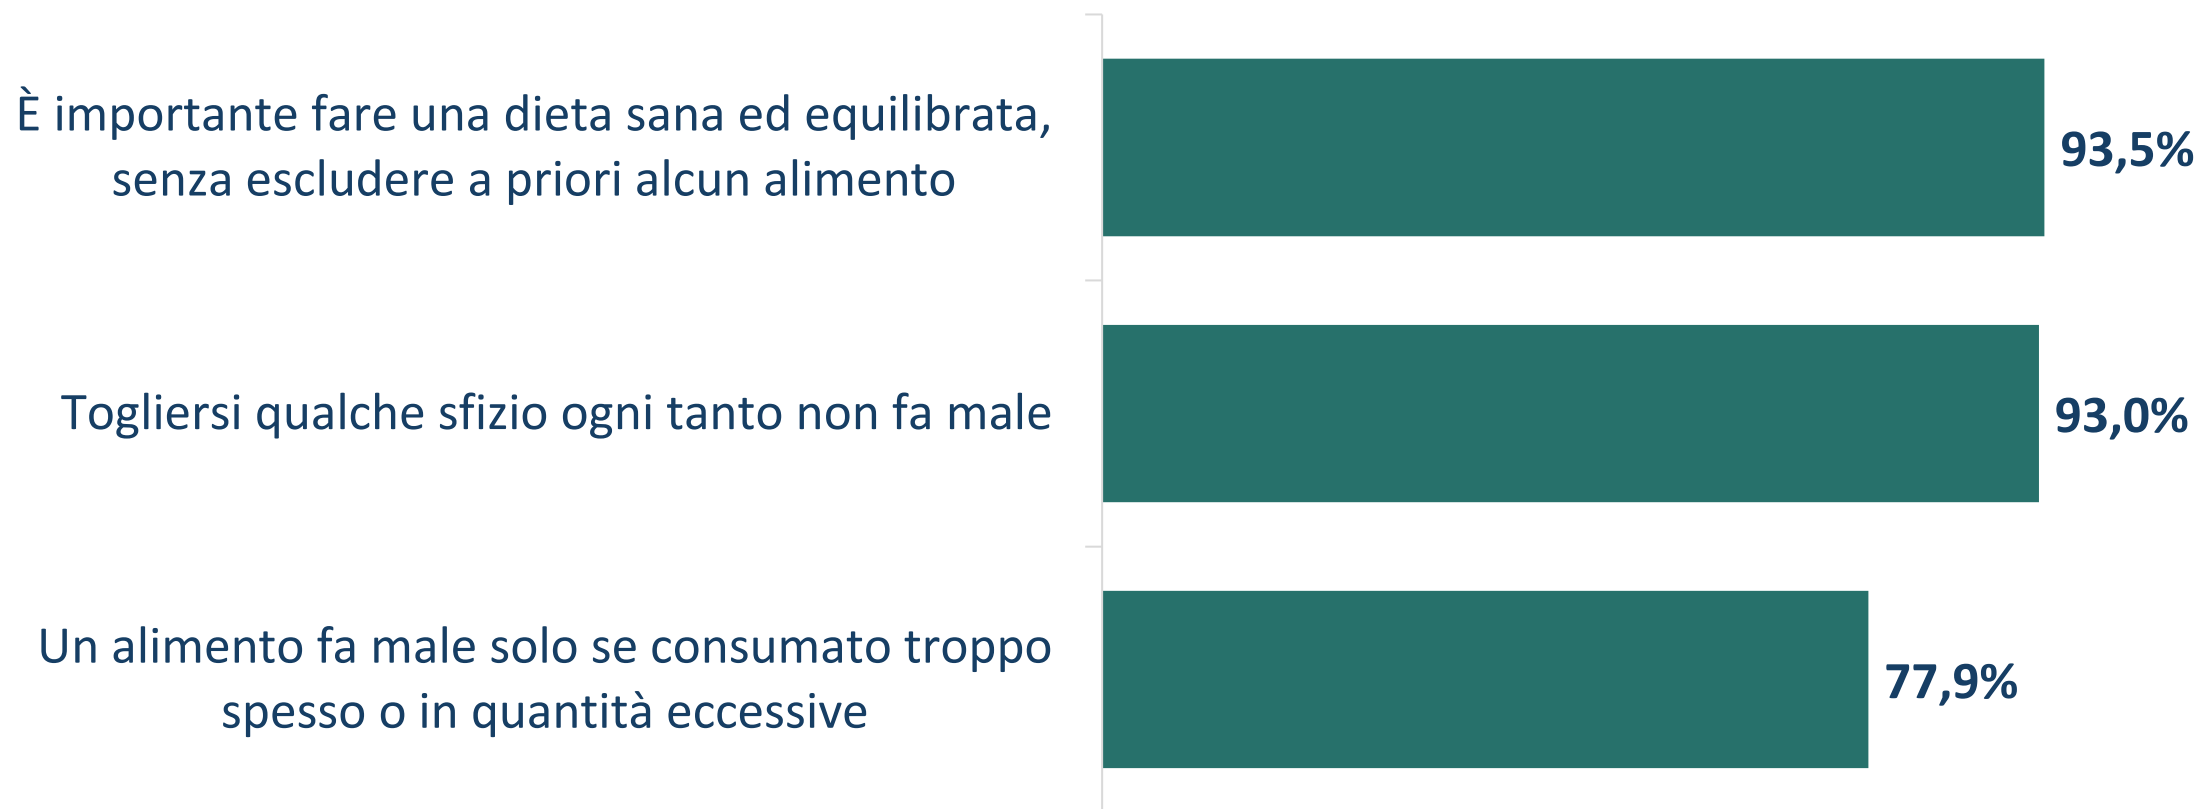 È importante fare una dieta sana ed equilibrata,
senza escludere a priori alcun alimento
93,5%
Togliersi qualche sfizio ogni tanto non fa male
93,0%
Un alimento fa male solo se consumato troppo
spesso o in quantità eccessive
77,9%